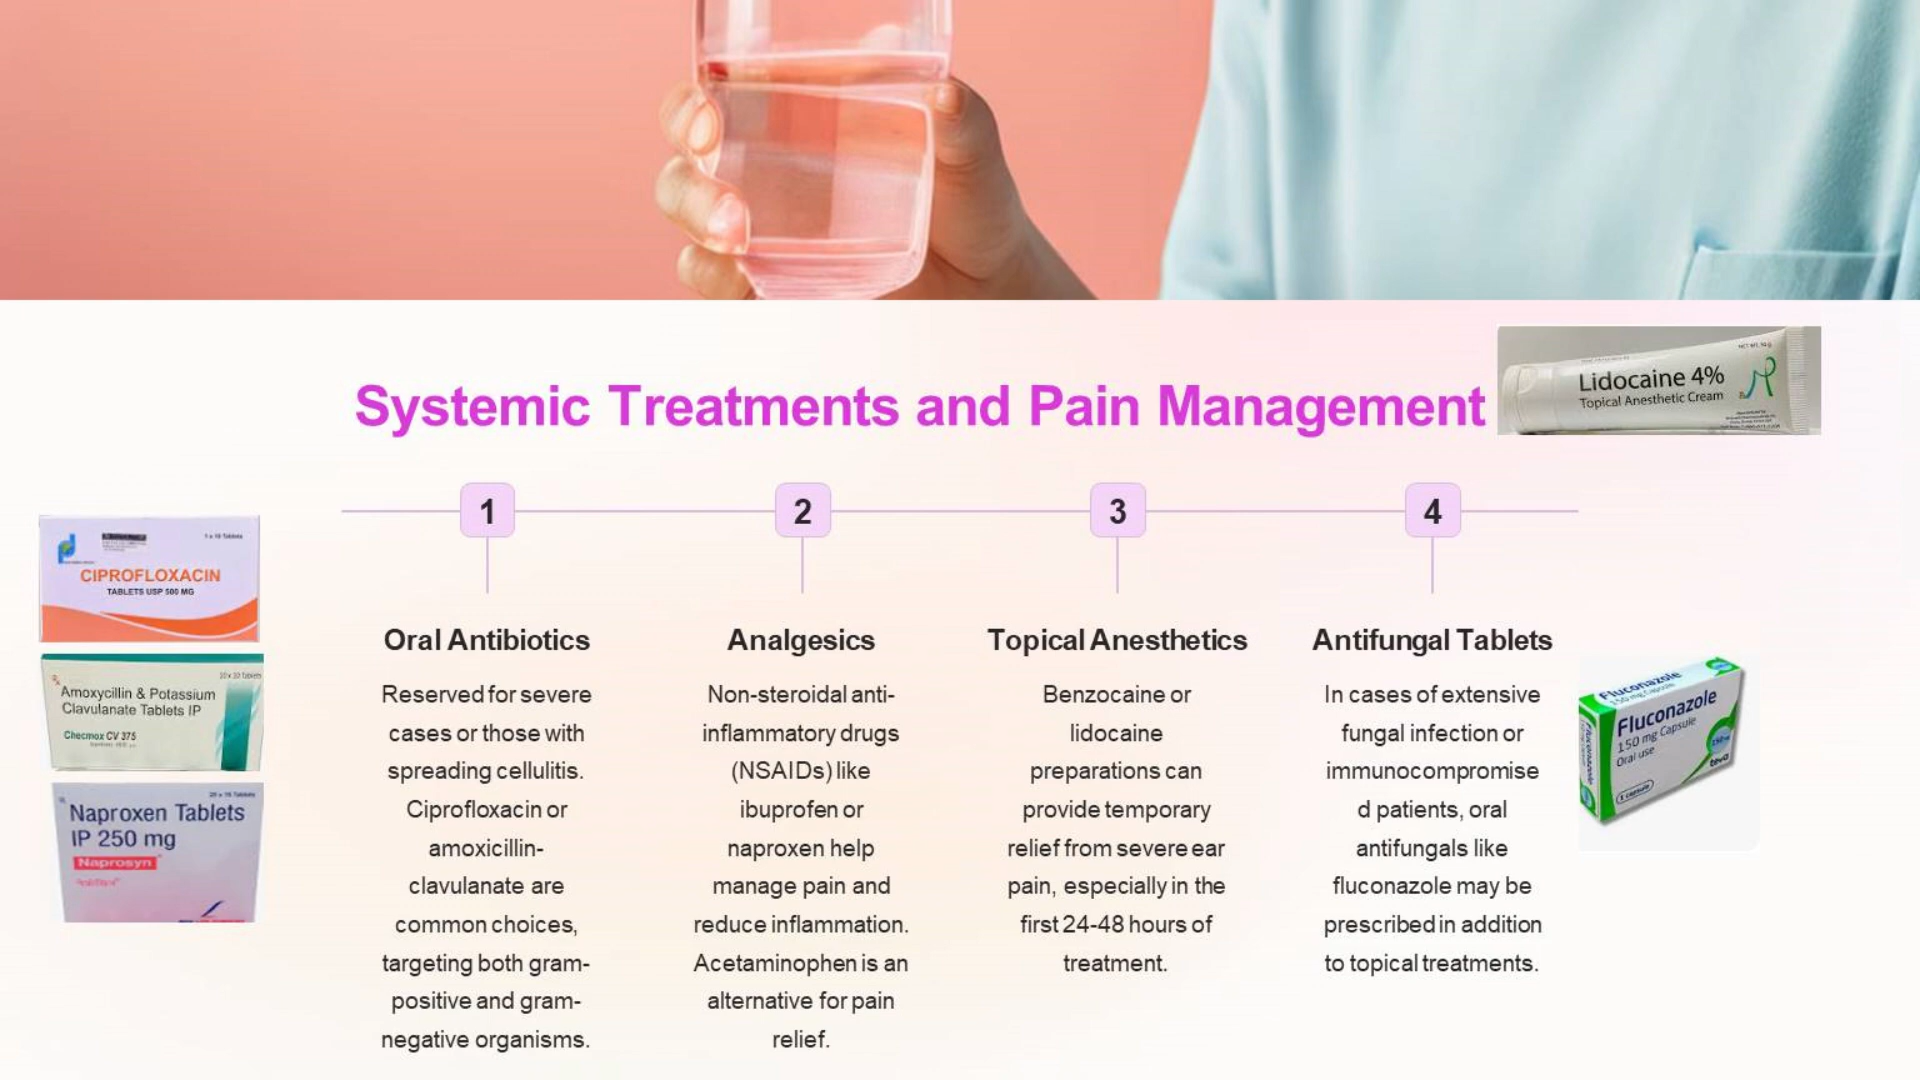 Systemic Treatments and Pain Management
Lidocaine 4%
Topical Anesthetic Cream
1
2
3
4
CIPROFLOXACIN
TABLETS USP 500 MG
Amoxycillin & Potassium
Clavulanate Tablets IP
Checmox CV 375
Naproxen Tablets
IP 250 mg
Naprosyn
Oral Antibiotics
Reserved for severe
cases or those with
spreading cellulitis.
Ciprofloxacin or
amoxicillin-
clavulanate are
common choices,
targeting both gram-
positive and gram-
negative organisms.
Analgesics
Non-steroidal anti-
inflammatory drugs
(NSAIDs) like
ibuprofen or
naproxen help
manage pain and
reduce inflammation.
Acetaminophen is an
alternative for pain
relief.
Topical Anesthetics
Benzocaine or
lidocaine
preparations can
provide temporary
relief from severe ear
pain, especially in the
first 24-48 hours of
treatment.
Antifungal Tablets
In cases of extensive
fungal infection or
immunocompromise
d patients, oral
antifungals like
fluconazole may be
prescribed in addition
to topical treatments.
Fluconazole
150 mg Capsule
Fluconazole
150 mg Capsule
Oral use
teva
1 capsule